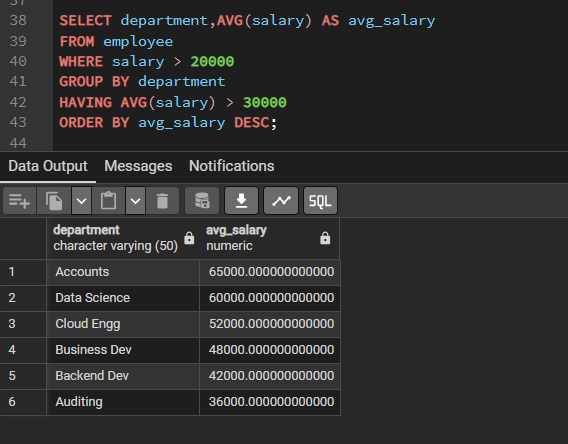 37
38 SELECT department,AVG(salary) AS avg_salary
39 FROM employee
40 WHERE salary > 20000
41 GROUP BY department
42 HAVING AVG(salary) > 30000
43 ORDER BY avg_salary DESC;
44
Data Output Messages Notifications
SQL
department avg_salary
character varying (50) numeric
1 Accounts 65000.000000000000
2 Data Science 60000.000000000000
3 Cloud Engg 52000.000000000000
4 Business Dev 48000.000000000000
5 Backend Dev 42000.000000000000
6 Auditing 36000.000000000000